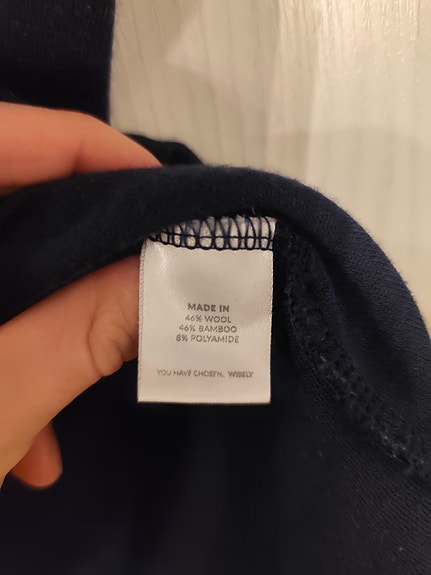 MADE IN
46% WOOL
46% BAMBOO
8% POLYAMIDE
YOU HAVE CHOSEN. WISELY